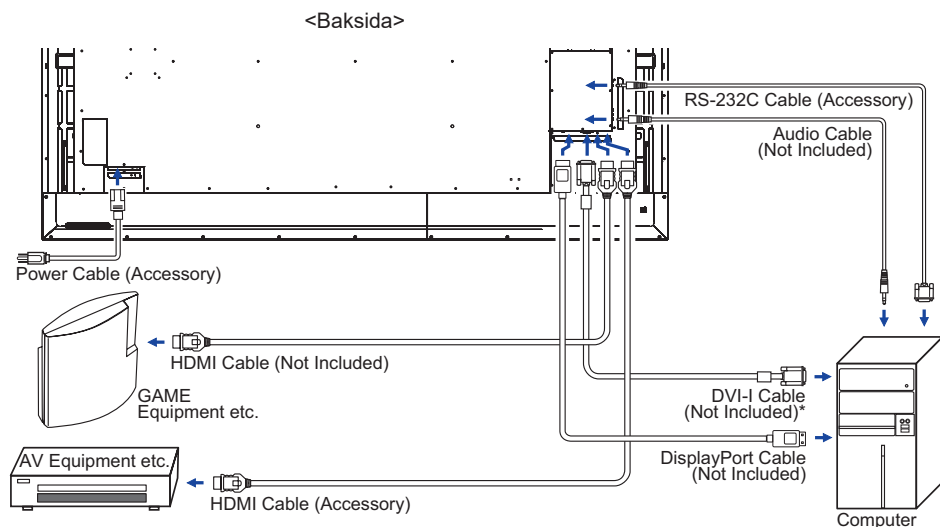 <Baksida>
RS-232C Cable (Accessory)
Audio Cable
(Not Included)
Power Cable (Accessory)
HDMI Cable (Not Included)
GAME
Equipment etc.
DVI-I Cable
(Not Included)*
DisplayPort Cable
(Not Included)
AV Equipment etc.
HDMI Cable (Accessory)
Computer